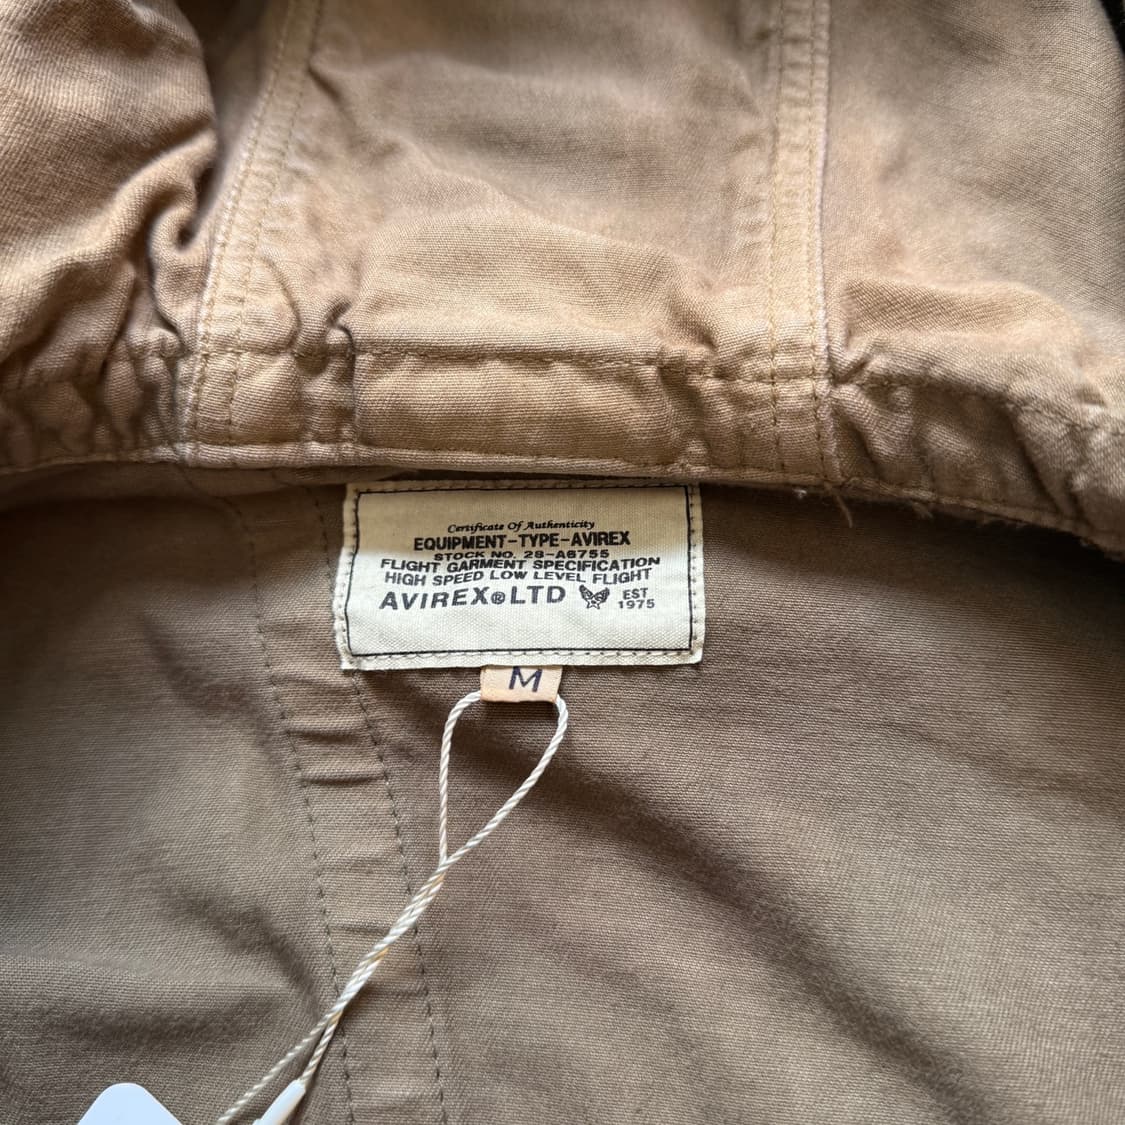 Certificate Of Authenticity
EQUIPMENT-TYPE-AVIREX
STOCK NO. 28-A6755
FLIGHT GARMENT SPECIFICATION
HIGH SPEED LOW LEVEL FLIGHT
AVIREX®LTD EST 1975
M